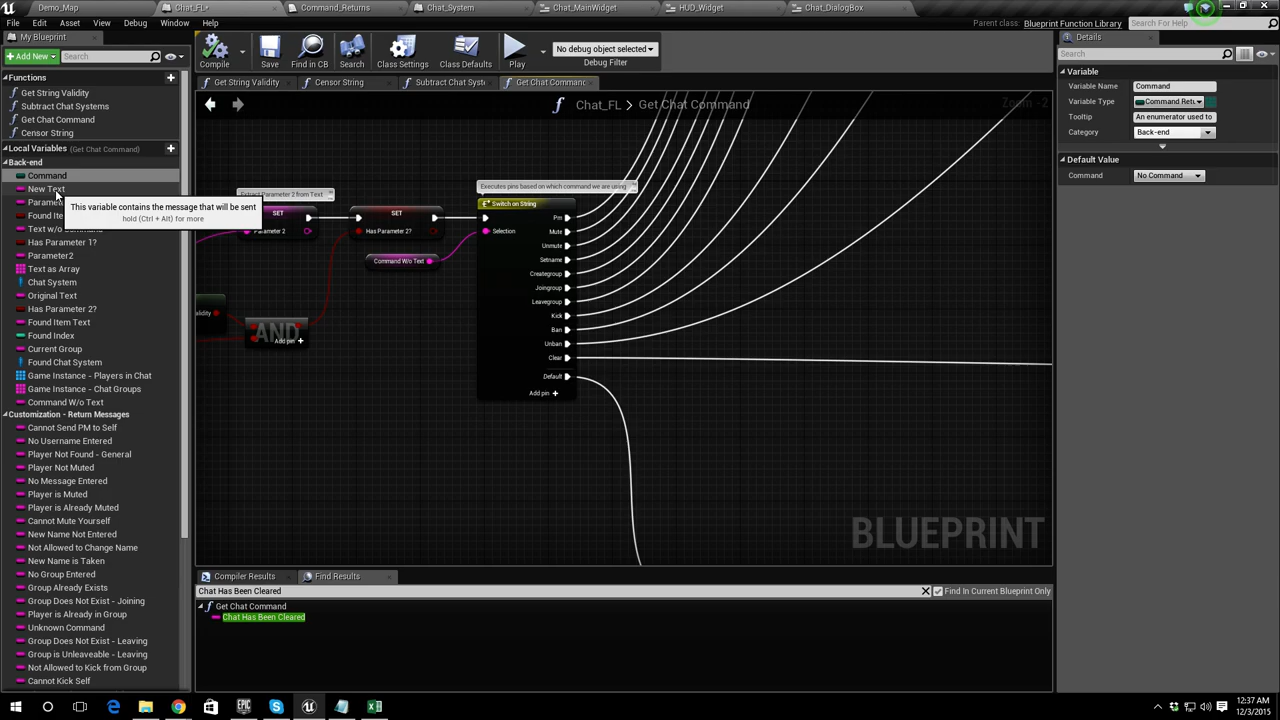 Demo_Map
Chat_FL*
Command_Returns
Chat_System
Chat_MainWidget
HUD_Widget
Chat_DialogBox
File
Edit
Asset
View
Debug
Window
Help
Parent class:
Blueprint Function Library
Search For Help
My Blueprint
Add New
Search
Functions
Get String Validity
Subtract Chat Systems
Get Chat Command
Censor String
Local Variables (Get Chat Command)
Back-end
Command
New Text
Found Ite
Text w/o
Has Parameter 1?
Parameter2
Text as Array
Chat System
Original Text
Has Parameter 2?
Found Item Text
Found Index
Current Group
Found Chat System
Game Instance - Players in Chat
Game Instance - Chat Groups
Command W/o Text
Customization - Return Messages
Cannot Send PM to Self
No Username Entered
Player Not Found - General
Player Not Muted
No Message Entered
Player is Muted
Player is Already Muted
Cannot Mute Yourself
New Name Not Entered
Not Allowed to Change Name
New Name is Taken
No Group Entered
Group Already Exists
Group Does Not Exist - Joining
Player is Already in Group
Unknown Command
Group Does Not Exist - Leaving
Group is Unleaveable - Leaving
Not Allowed to Kick from Group
Cannot Kick Self
This variable contains the message that will be sent
hold (Ctrl + Alt) for more
Compile
Save
Find in CB
Search
Class Settings
Class Defaults
Play
No debug object selected
Debug Filter
Get String Validity
Censor String
Subtract Chat Syst
Get Chat Command
Chat_FL > Get Chat Command
Zoom -2
Extract Parameter 2 from Text
SET
Parameter 2
SET
Has Parameter 2?
Command W/o Text
alidity
AND
Add pin +
Executes pins based on which command we are using
Switch on String
Selection
Pm
Mute
Unmute
Setname
Creategroup
Joingroup
Leavegroup
Kick
Ban
Unban
Clear
Default
Add pin +
BLUEPRINT
Compiler Results
Find Results
Chat Has Been Cleared
Find In Current Blueprint Only
Get Chat Command
Chat Has Been Cleared
Details
Search
Variable
Variable Name
Command
Variable Type
Command Retu
Tooltip
An enumerator used to
Category
Back-end
Default Value
Command
No Command
EPIC
12:37 AM
12/3/2015